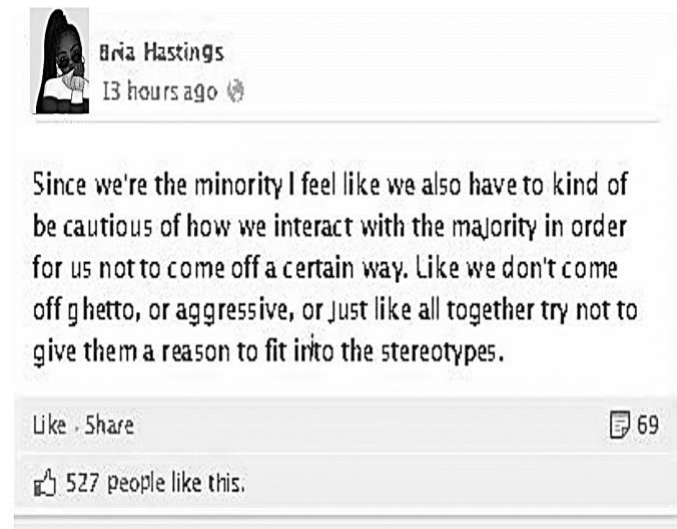 Bria Hastings
13 hours ago
Since we're the minority I feel like we also have to kind of
be cautious of how we interact with the majority in order
for us not to come off a certain way. Like we don't come
off ghetto, or aggressive, or Just like all together try not to
give them a reason to fit into the stereotypes.
Like · Share 69
527 people like this.